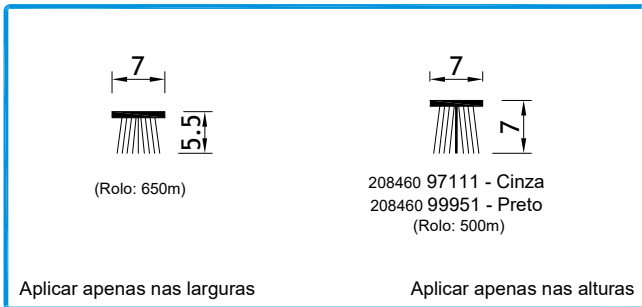 7
5.5
(Rolo: 650m)
Aplicar apenas nas larguras
7
7
208460 97111 - Cinza
208460 99951 - Preto
(Rolo: 500m)
Aplicar apenas nas alturas